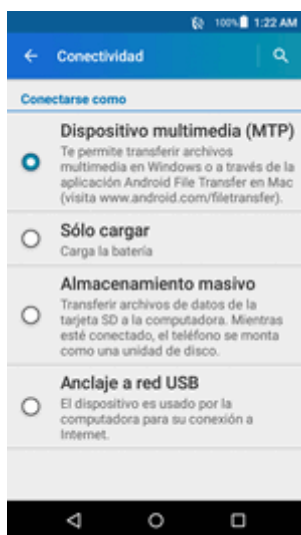 100% 1:22 AM
Conectividad
Conectarse como
Dispositivo multimedia (MTP)
Te permite transferir archivos
multimedia en Windows o a través de la
aplicación Android File Transfer en Mac
(visita www.android.com/filetransfer).
Sólo cargar
Carga la batería
Almacenamiento masivo
Transferir archivos de datos de la
tarjeta SD a la computadora. Mientras
esté conectado, el teléfono se monta
como una unidad de disco.
Anclaje a red USB
El dispositivo es usado por la
computadora para su conexión a
Internet.